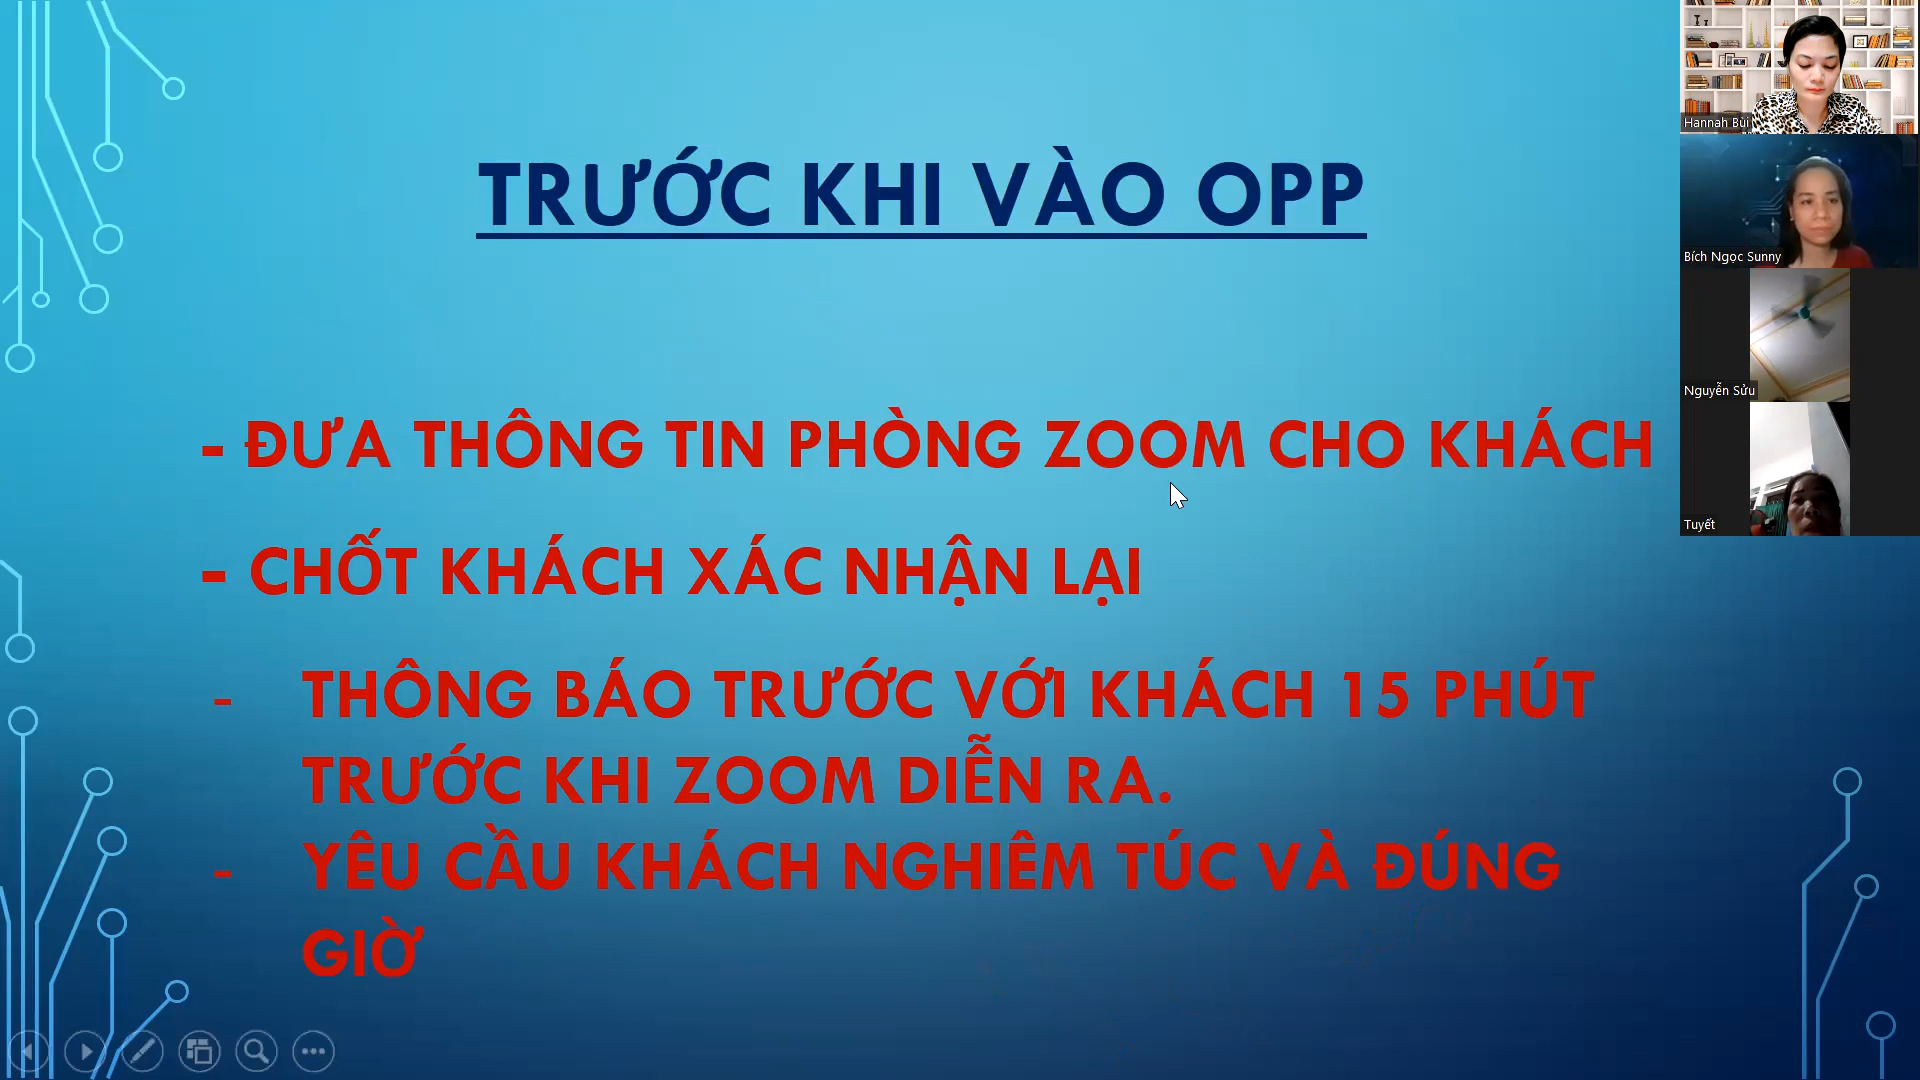 TRƯỚC KHI VÀO OPP
- ĐƯA THÔNG TIN PHÒNG ZOOM CHO KHÁCH
- CHỐT KHÁCH XÁC NHẬN LẠI
- THÔNG BÁO TRƯỚC VỚI KHÁCH 15 PHÚT
TRƯỚC KHI ZOOM DIỄN RA.
- YÊU CẦU KHÁCH NGHIÊM TÚC VÀ ĐÚNG
GIỜ
Hannah Bùi
Bích Ngọc Sunny
Nguyễn Sửu
Tuyết